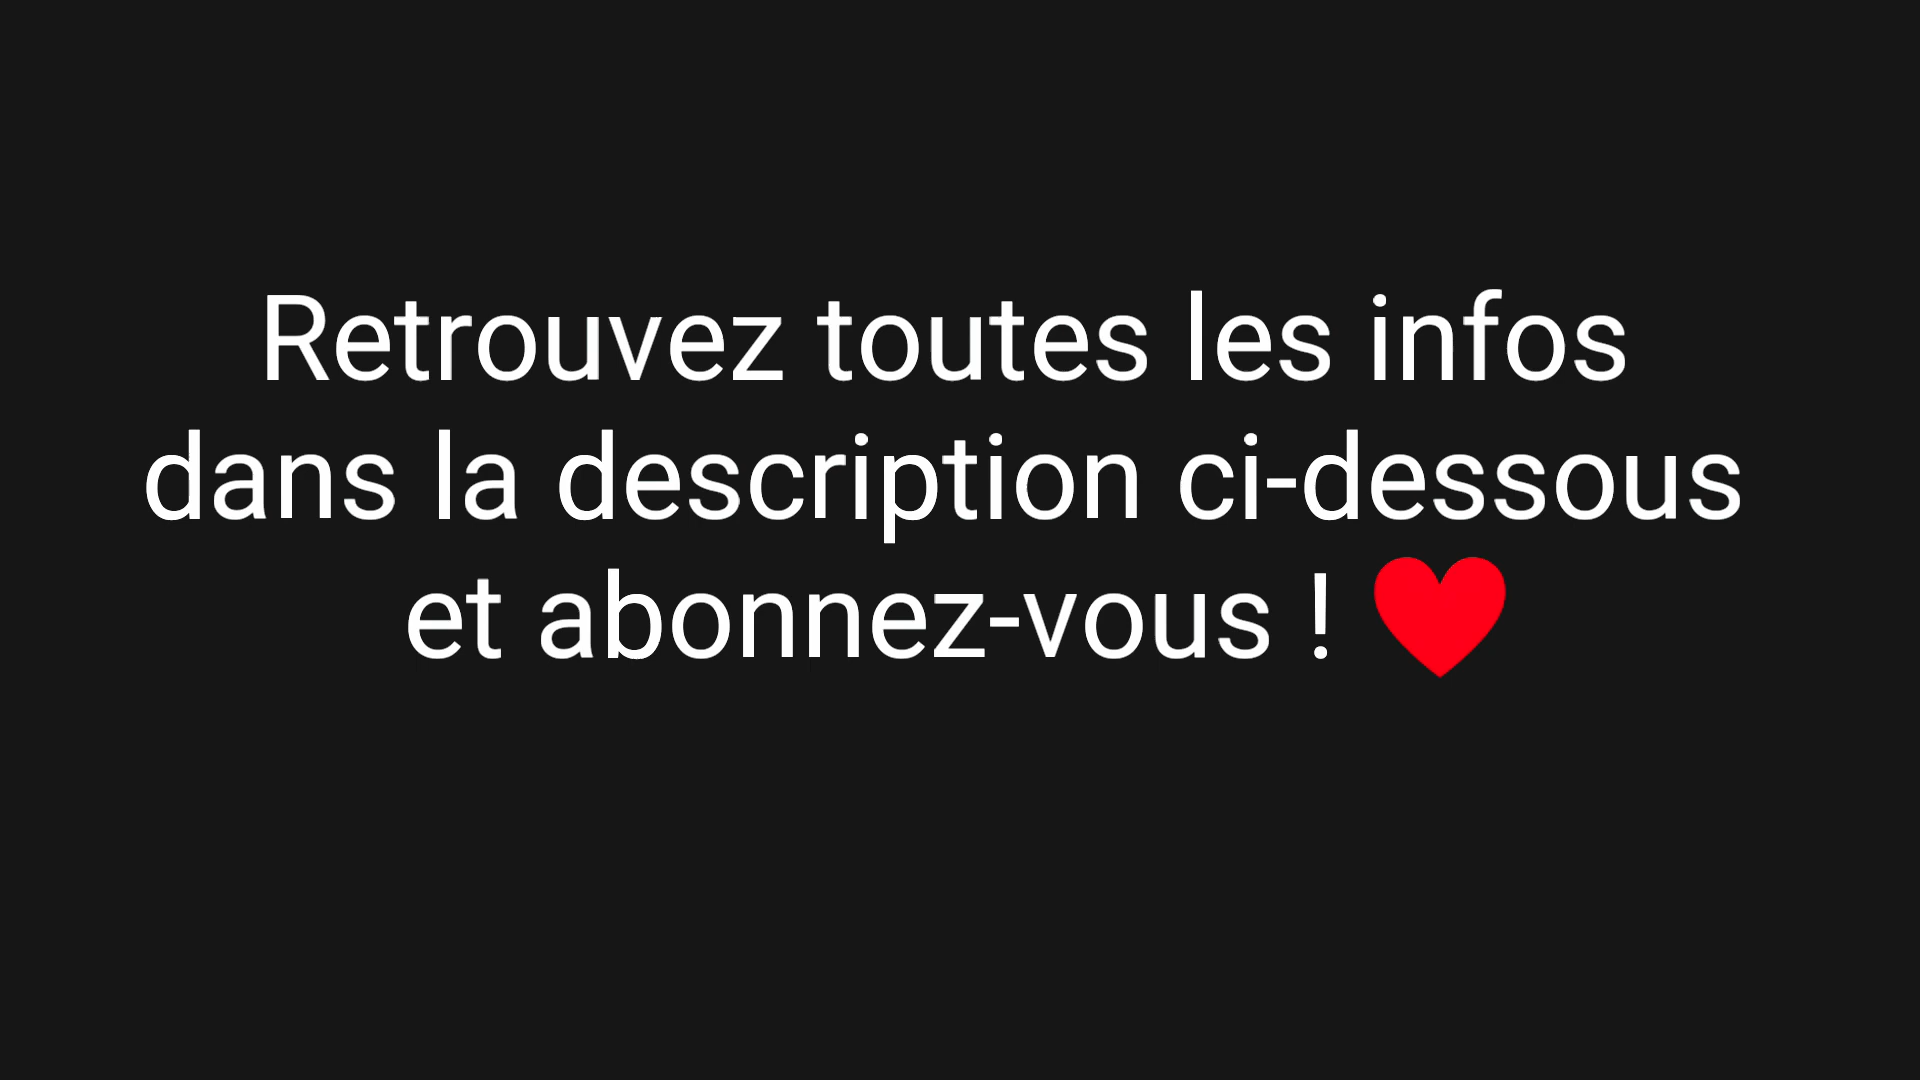 Retrouvez toutes les infos
dans la description ci-dessous
et abonnez-vous ! ❤️